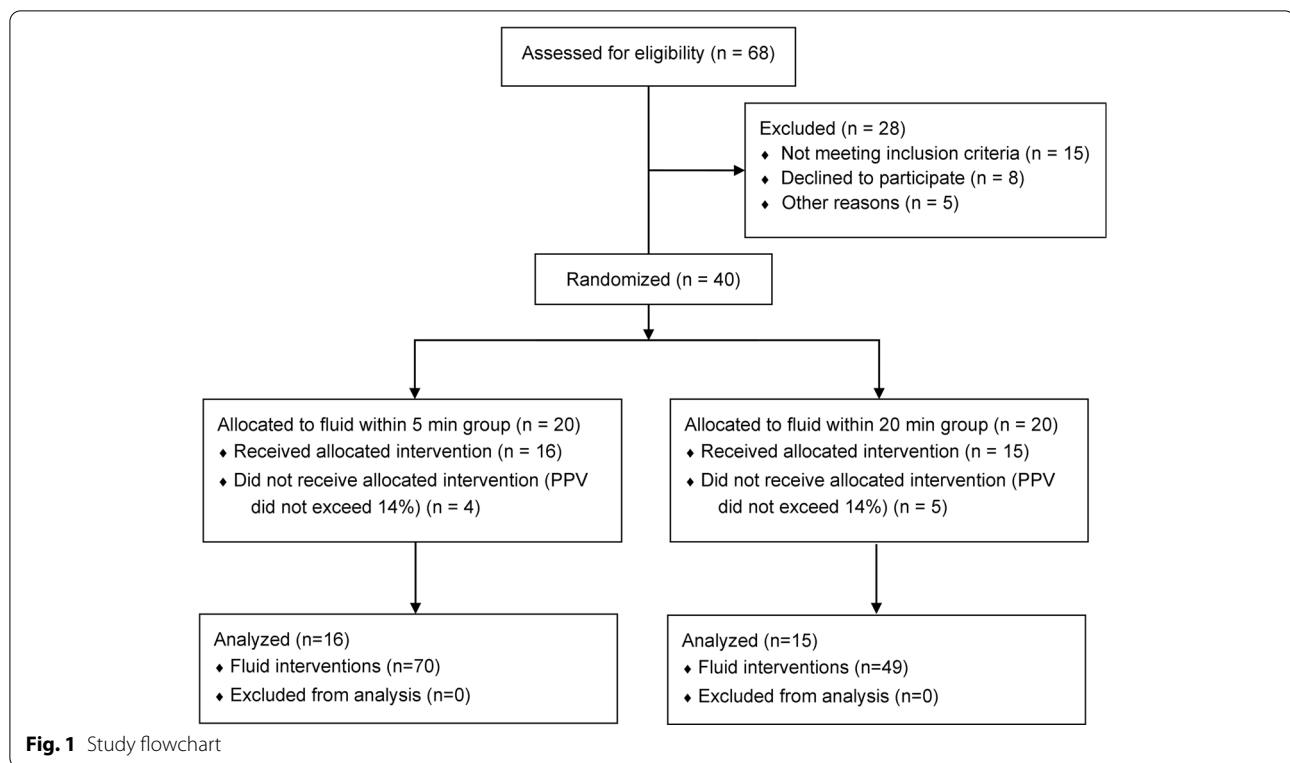 Assessed for eligibility (n = 68)
Excluded (n = 28)
♦ Not meeting inclusion criteria (n = 15)
♦ Declined to participate (n = 8)
♦ Other reasons (n = 5)
Randomized (n = 40)
Allocated to fluid within 5 min group (n = 20)
♦ Received allocated intervention (n = 16)
♦ Did not receive allocated intervention (PPV
did not exceed 14%) (n = 4)
Allocated to fluid within 20 min group (n = 20)
♦ Received allocated intervention (n = 15)
♦ Did not receive allocated intervention (PPV
did not exceed 14%) (n = 5)
Analyzed (n=16)
♦ Fluid interventions (n=70)
♦ Excluded from analysis (n=0)
Analyzed (n=15)
♦ Fluid interventions (n=49)
♦ Excluded from analysis (n=0)
Fig. 1 Study flowchart